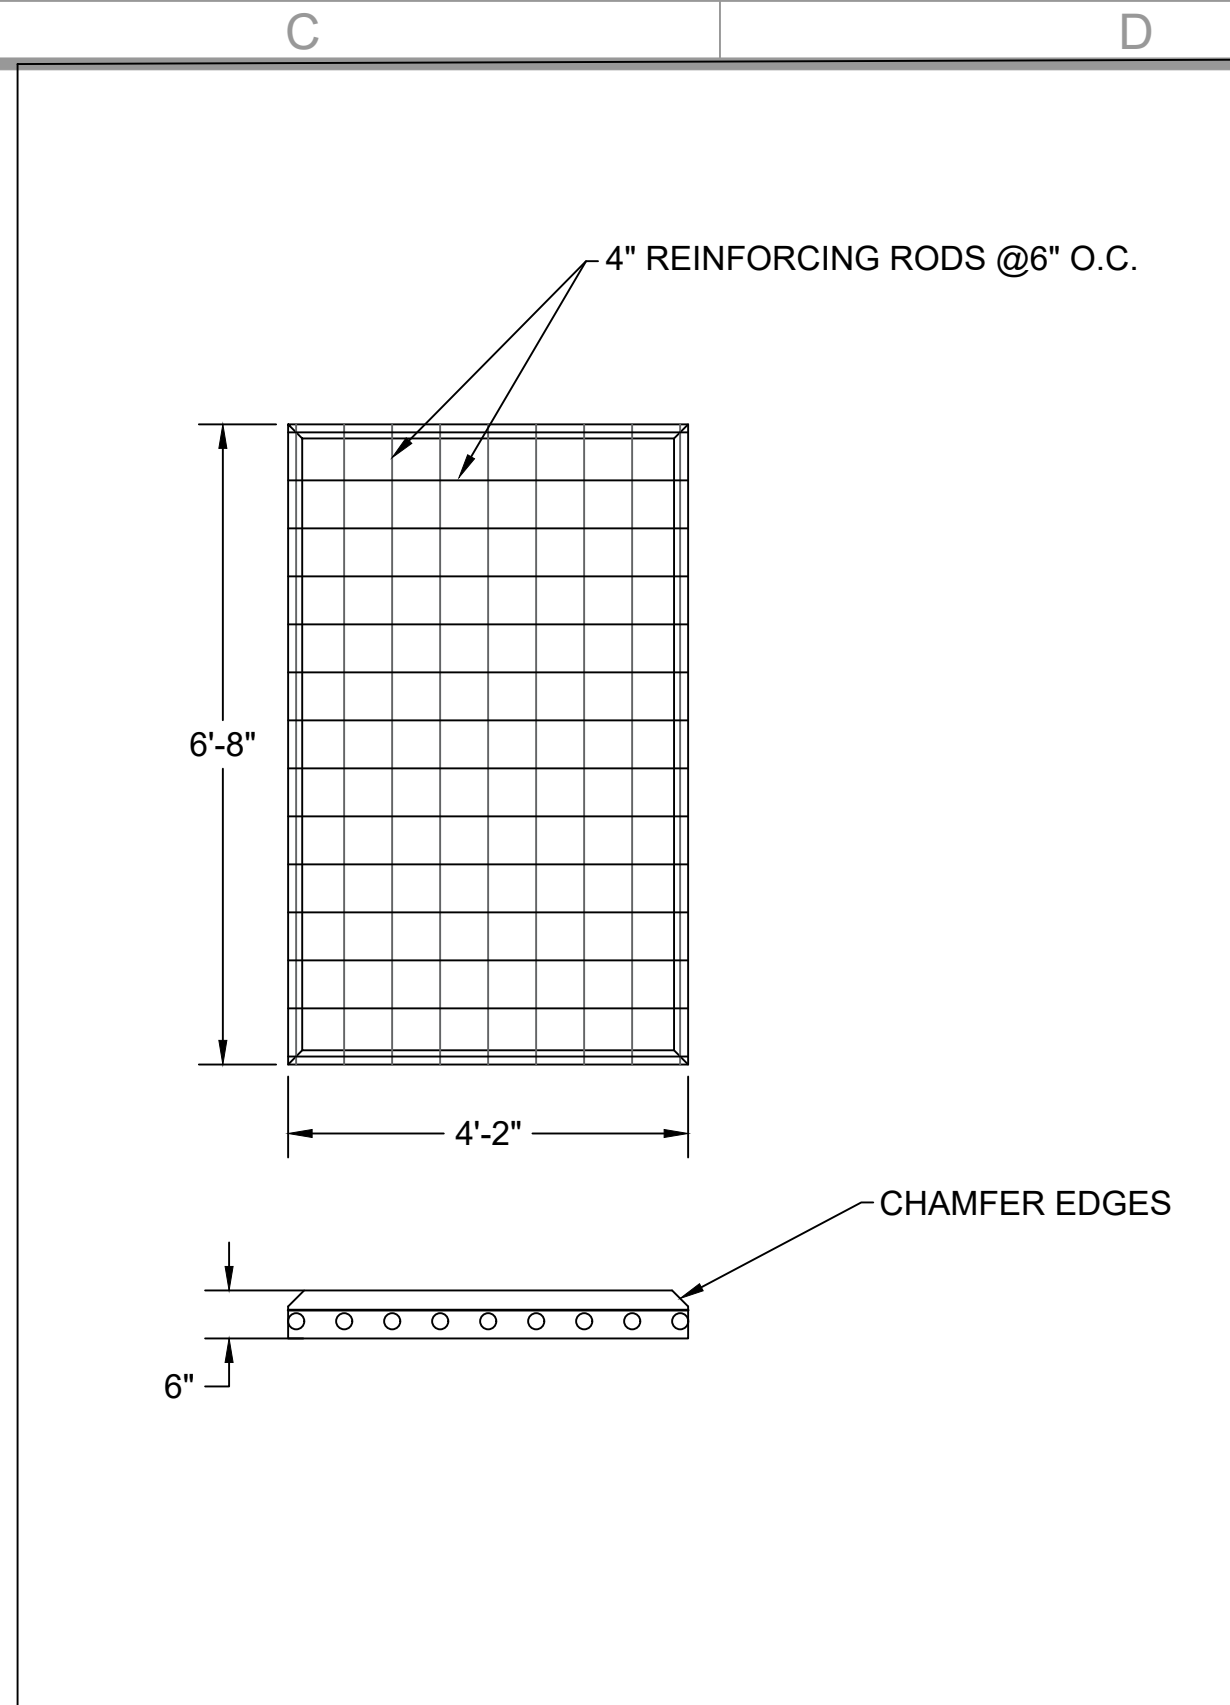 C
D
4" REINFORCING RODS @6" O.C.
6'-8"
4'-2"
CHAMFER EDGES
6"